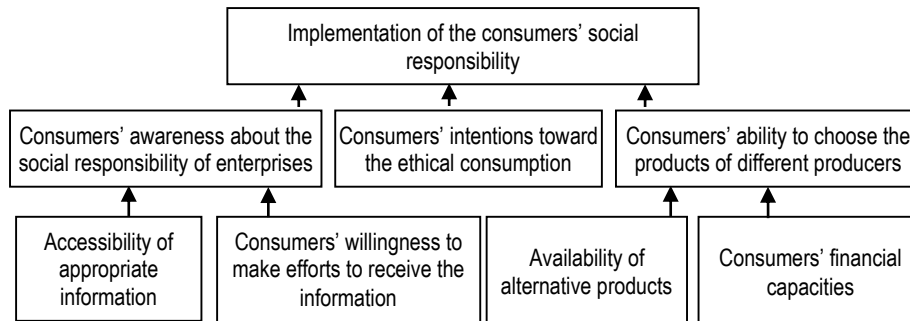 Implementation of the consumers’ social
responsibility
Consumers’ awareness about the
social responsibility of enterprises
Consumers’ intentions toward
the ethical consumption
Consumers’ ability to choose the
products of different producers
Accessibility of
appropriate
information
Consumers’ willingness to
make efforts to receive the
information
Availability of
alternative products
Consumers’ financial
capacities